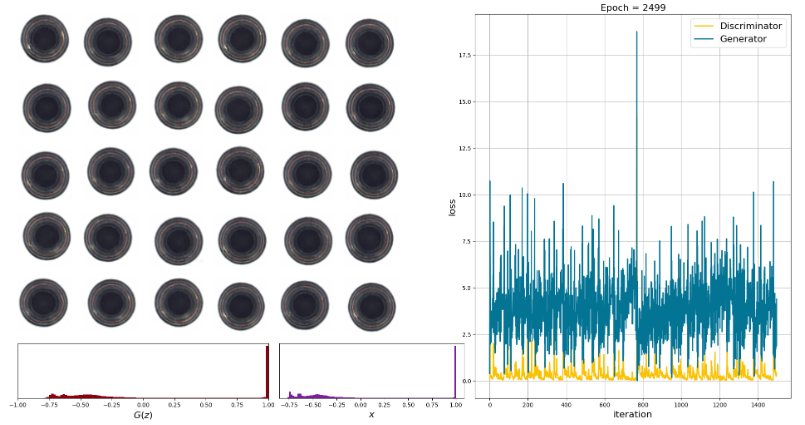 Epoch = 2499
Discriminator
Generator
17.5
15.0
12.5
10.0
7.5
5.0
2.5
0.0
loss
0 200 400 600 800 1000 1200 1400
iteration
−1.00 −0.75 −0.50 −0.25 0.00 0.25 0.50 0.75 1.00
G(z)
−0.75 −0.50 −0.25 0.00 0.25 0.50 0.75 1.00
x